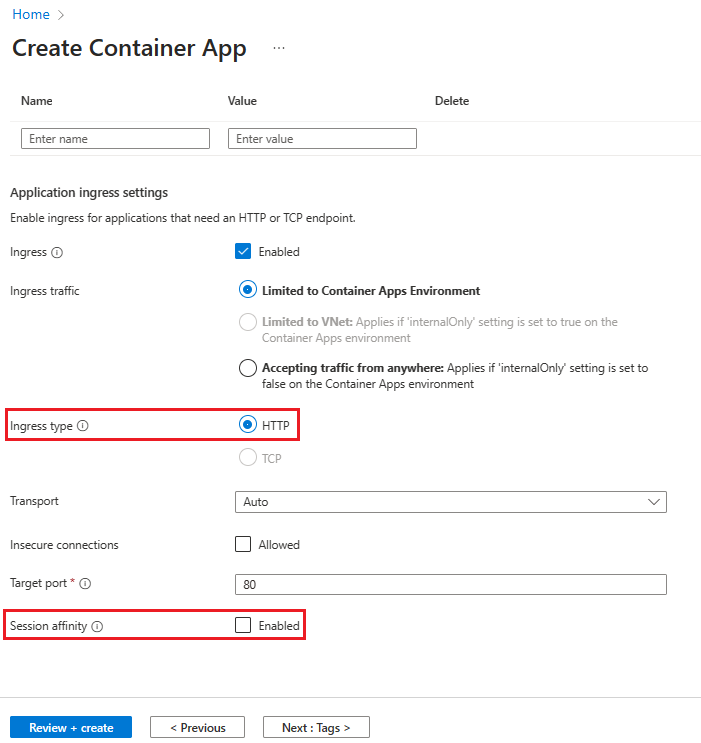 Home >
Create Container App ...
Name Value Delete
Enter name Enter value
Application ingress settings
Enable ingress for applications that need an HTTP or TCP endpoint.
Ingress Enabled
Ingress traffic Limited to Container Apps Environment
Limited to VNet: Applies if 'internalOnly' setting is set to true on the
Container Apps environment
Accepting traffic from anywhere: Applies if 'internalOnly' setting is set to
false on the Container Apps environment
Ingress type HTTP
TCP
Transport Auto
Insecure connections Allowed
Target port * 80
Session affinity Enabled
Review + create < Previous Next : Tags >